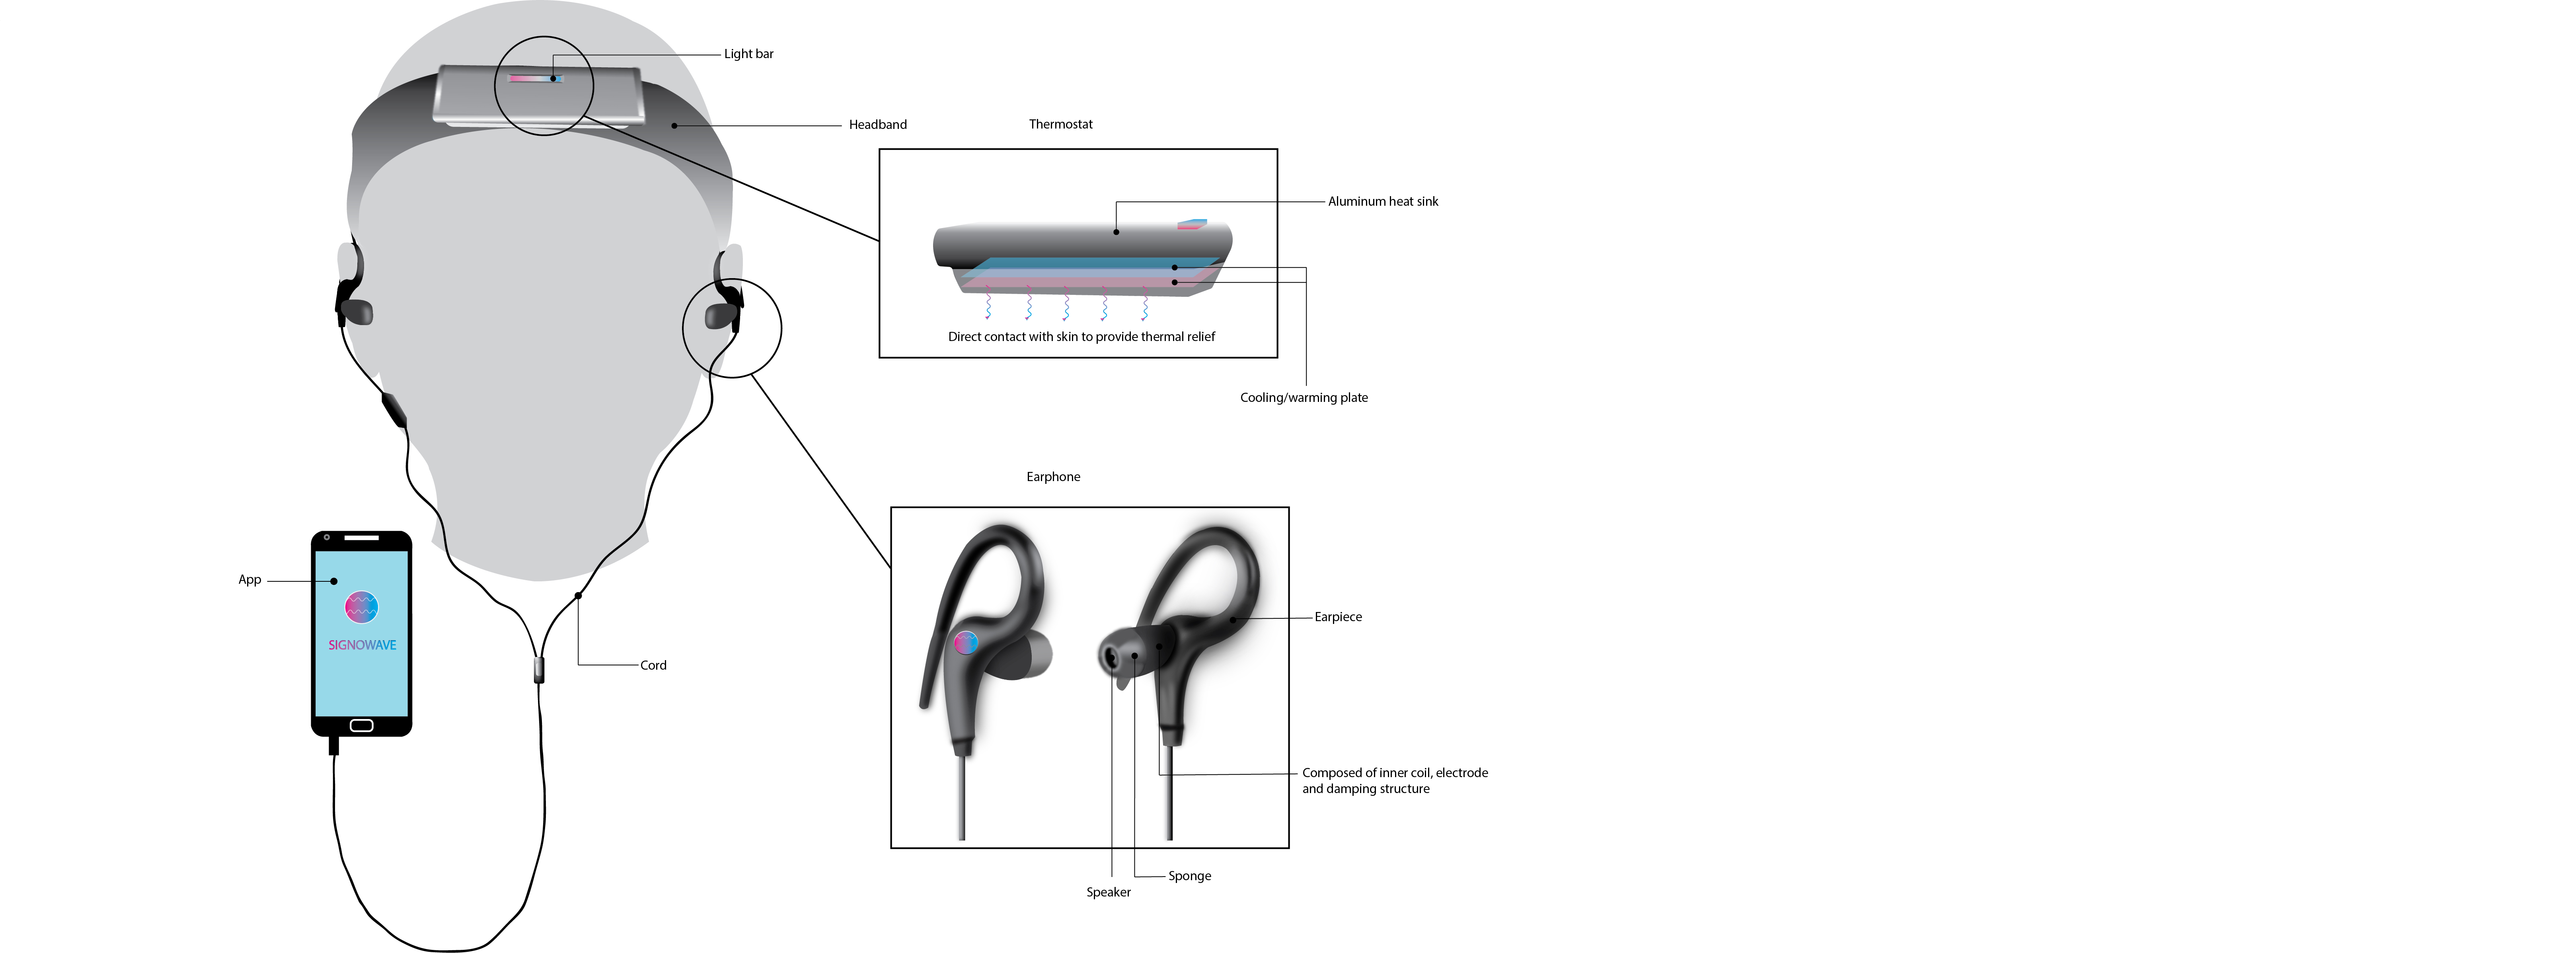 Light bar
Headband
Thermostat
Aluminum heat sink
Direct contact with skin to provide thermal relief
Cooling/warming plate
Earphone
App
SIGNOWAVE
Earpiece
Cord
Composed of inner coil, electrode
and damping structure
Sponge
Speaker